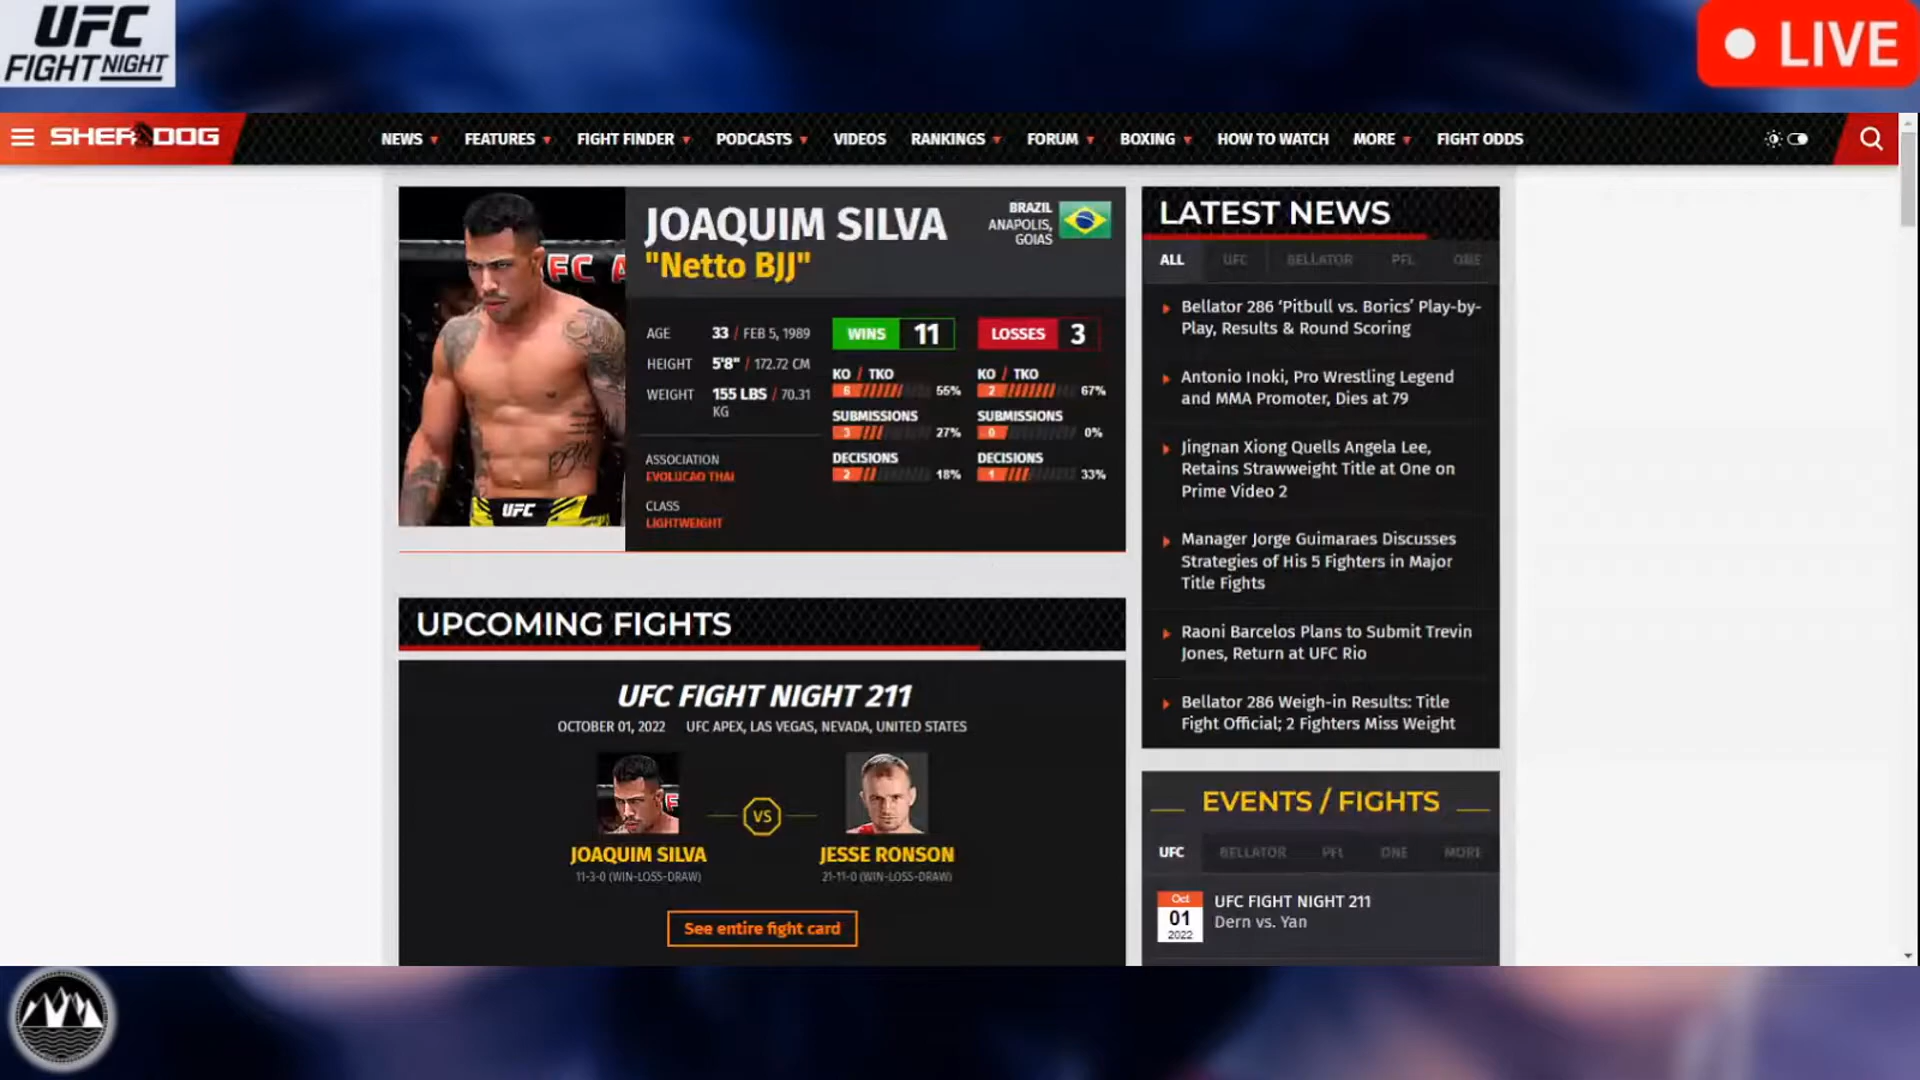 UFC
FIGHT NIGHT
LIVE
SHERDOG
NEWS
FEATURES
FIGHT FINDER
PODCASTS
VIDEOS
RANKINGS
FORUM
BOXING
HOW TO WATCH
MORE
FIGHT ODDS
JOAQUIM SILVA
"Netto BJJ"
BRAZIL
ANAPOLIS,
GOIAS
AGE 33 / FEB 5, 1989
HEIGHT 5'8" / 172.72 CM
WEIGHT 155 LBS / 70.31
KG
ASSOCIATION
EVOLUCAO THAI
CLASS
LIGHTWEIGHT
WINS 11
KO / TKO
6 55%
SUBMISSIONS
3 27%
DECISIONS
2 18%
LOSSES 3
KO / TKO
2 67%
SUBMISSIONS
0 0%
DECISIONS
1 33%
FC A
UFC
UPCOMING FIGHTS
UFC FIGHT NIGHT 211
OCTOBER 01, 2022 UFC APEX, LAS VEGAS, NEVADA, UNITED STATES
VS
JOAQUIM SILVA
11-3-0 (WIN-LOSS-DRAW)
JESSE RONSON
21-11-0 (WIN-LOSS-DRAW)
See entire fight card
LATEST NEWS
ALL UFC BELLATOR PFL ONE
Bellator 286 ‘Pitbull vs. Borics’ Play-by-
Play, Results & Round Scoring
Antonio Inoki, Pro Wrestling Legend
and MMA Promoter, Dies at 79
Jingnan Xiong Quells Angela Lee,
Retains Strawweight Title at One on
Prime Video 2
Manager Jorge Guimaraes Discusses
Strategies of His 5 Fighters in Major
Title Fights
Raoni Barcelos Plans to Submit Trevin
Jones, Return at UFC Rio
Bellator 286 Weigh-in Results: Title
Fight Official; 2 Fighters Miss Weight
EVENTS / FIGHTS
UFC BELLATOR PFL ONE MORE
Oct
01
2022
UFC FIGHT NIGHT 211
Dern vs. Yan